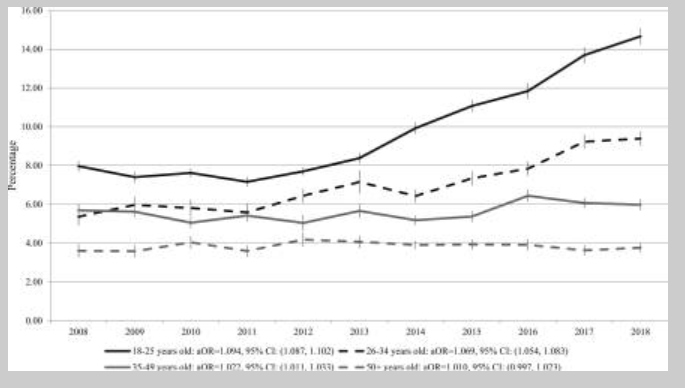 16.00
14.00
12.00
10.00
8.00
6.00
4.00
2.00
0.00
Percentage
2008 2009 2010 2011 2012 2013 2014 2015 2016 2017 2018
18-25 years old: aOR=1.094, 95% CI: (1.087, 1.102) 26-34 years old: aOR=1.069, 95% CI: (1.054, 1.083)
35-49 years old: aOR=1.022, 95% CI: (1.011, 1.033) 50+ years old: aOR=1.010, 95% CI: (0.997, 1.023)